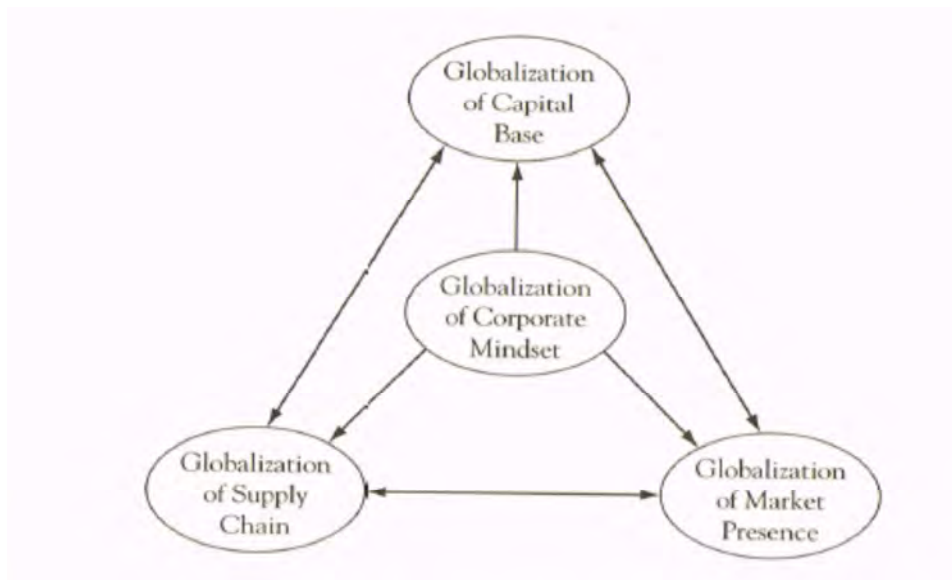 Globalization
of Capital
Base
Globalization
of Corporate
Mindset
Globalization
of Supply
Chain
Globalization
of Market
Presence